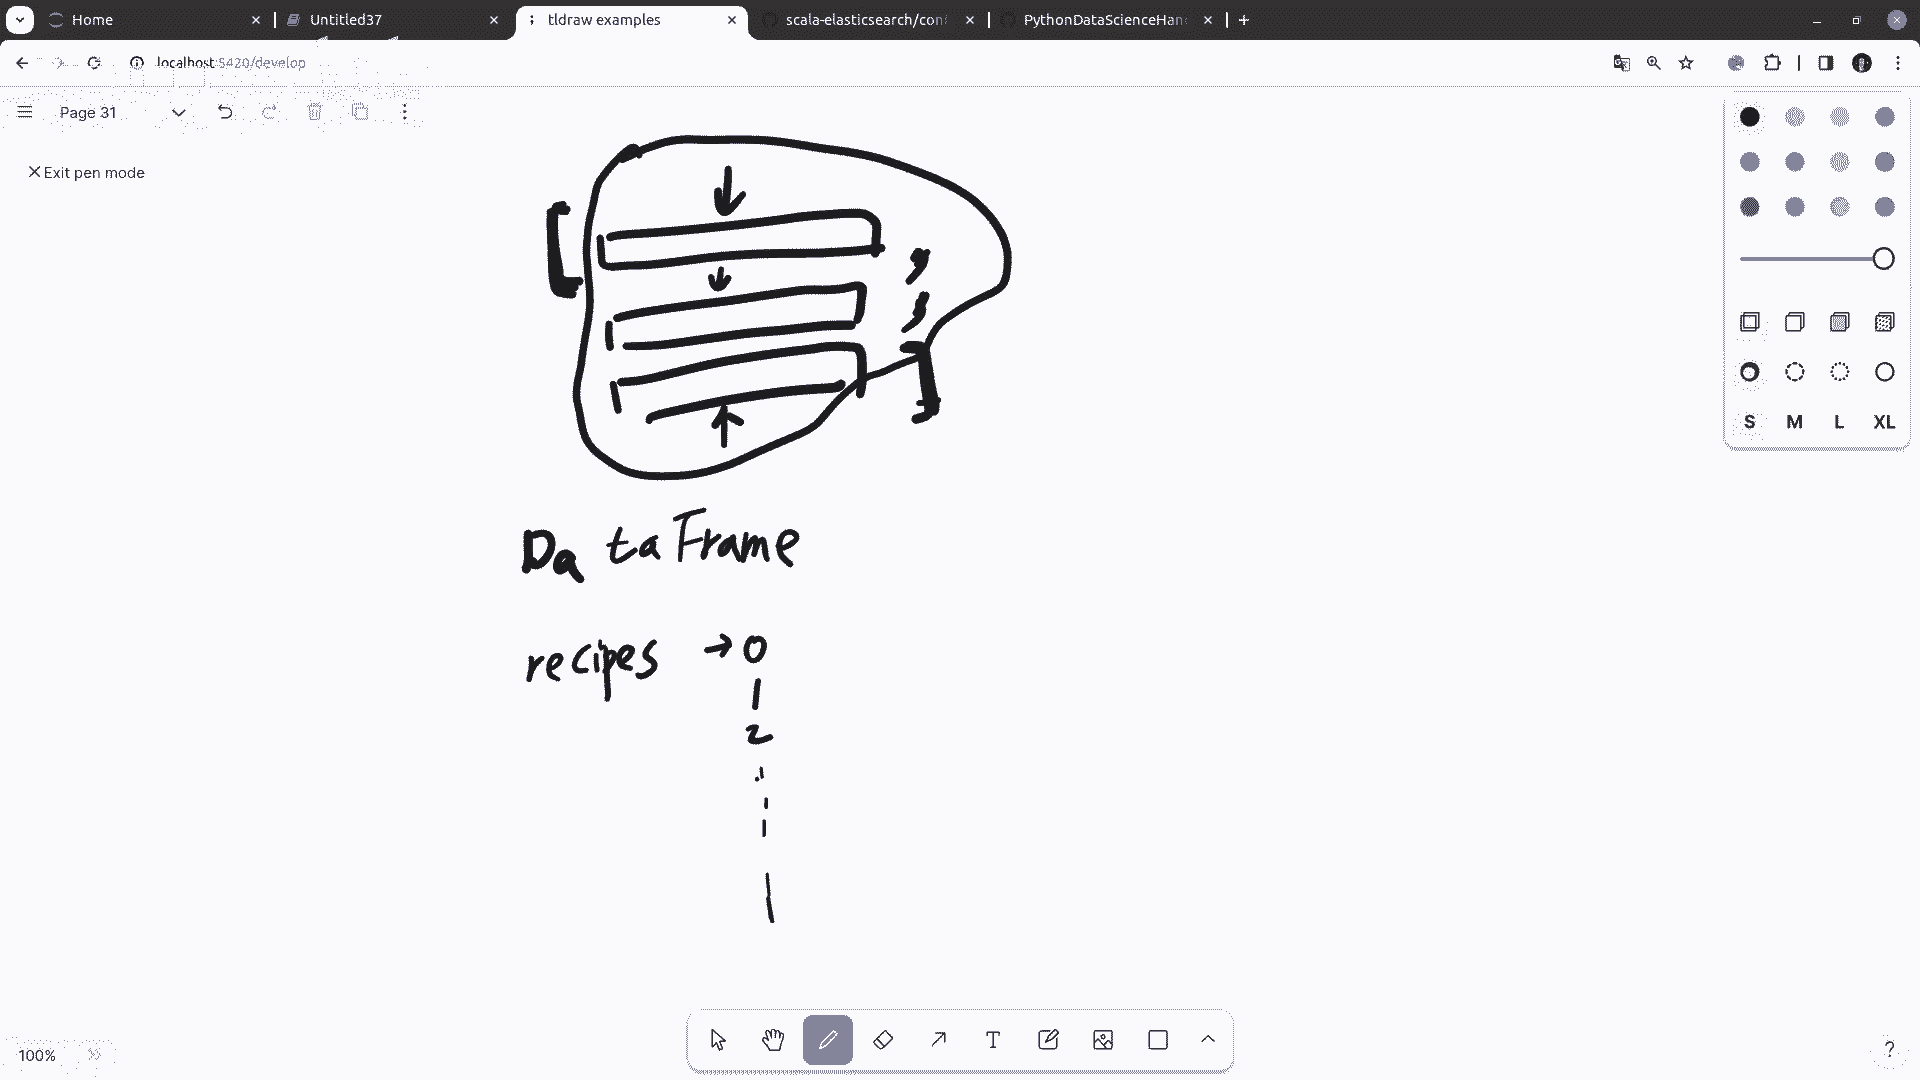 Home
Untitled37
tldraw examples
scala-elasticsearch/con
PythonDataScienceHan
localhost:5420/develop
Page 31
Exit pen mode
[
,
,
]
DataFrame
recipes → 0
1
2
S M L XL
100%
?